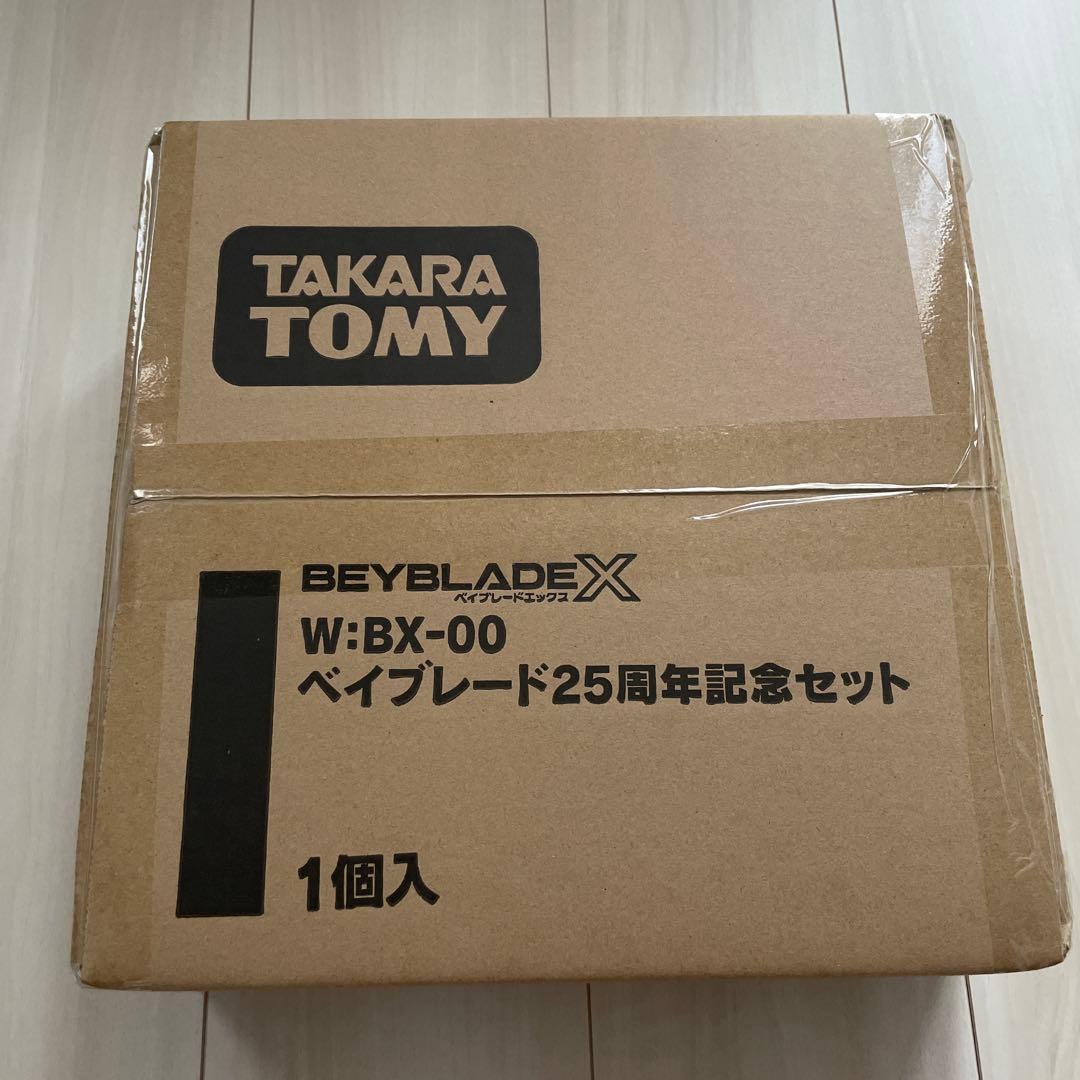 TAKARA
TOMY
BEYBLADE X
ベイブレードエックス
W:BX-00
ベイブレード25周年記念セット
1個入